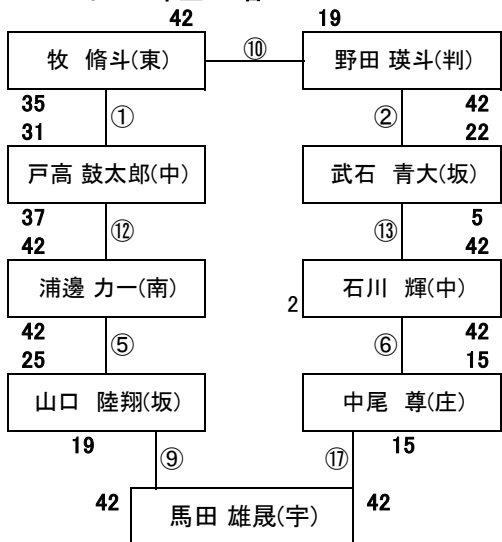 42 19
牧 脩斗(東) ⑩ 野田 瑛斗(判)
35 ① ② 42
31 22
戸高 鼓太郎(中) 武石 青大(坂)
37 ⑫ ⑬ 5
42 42
浦邊 力一(南) 2 石川 輝(中)
42 ⑤ ⑥ 42
25 15
山口 陸翔(坂) 中尾 尊(庄)
19 ⑨ ⑰ 15
42 馬田 雄晟(宇) 42